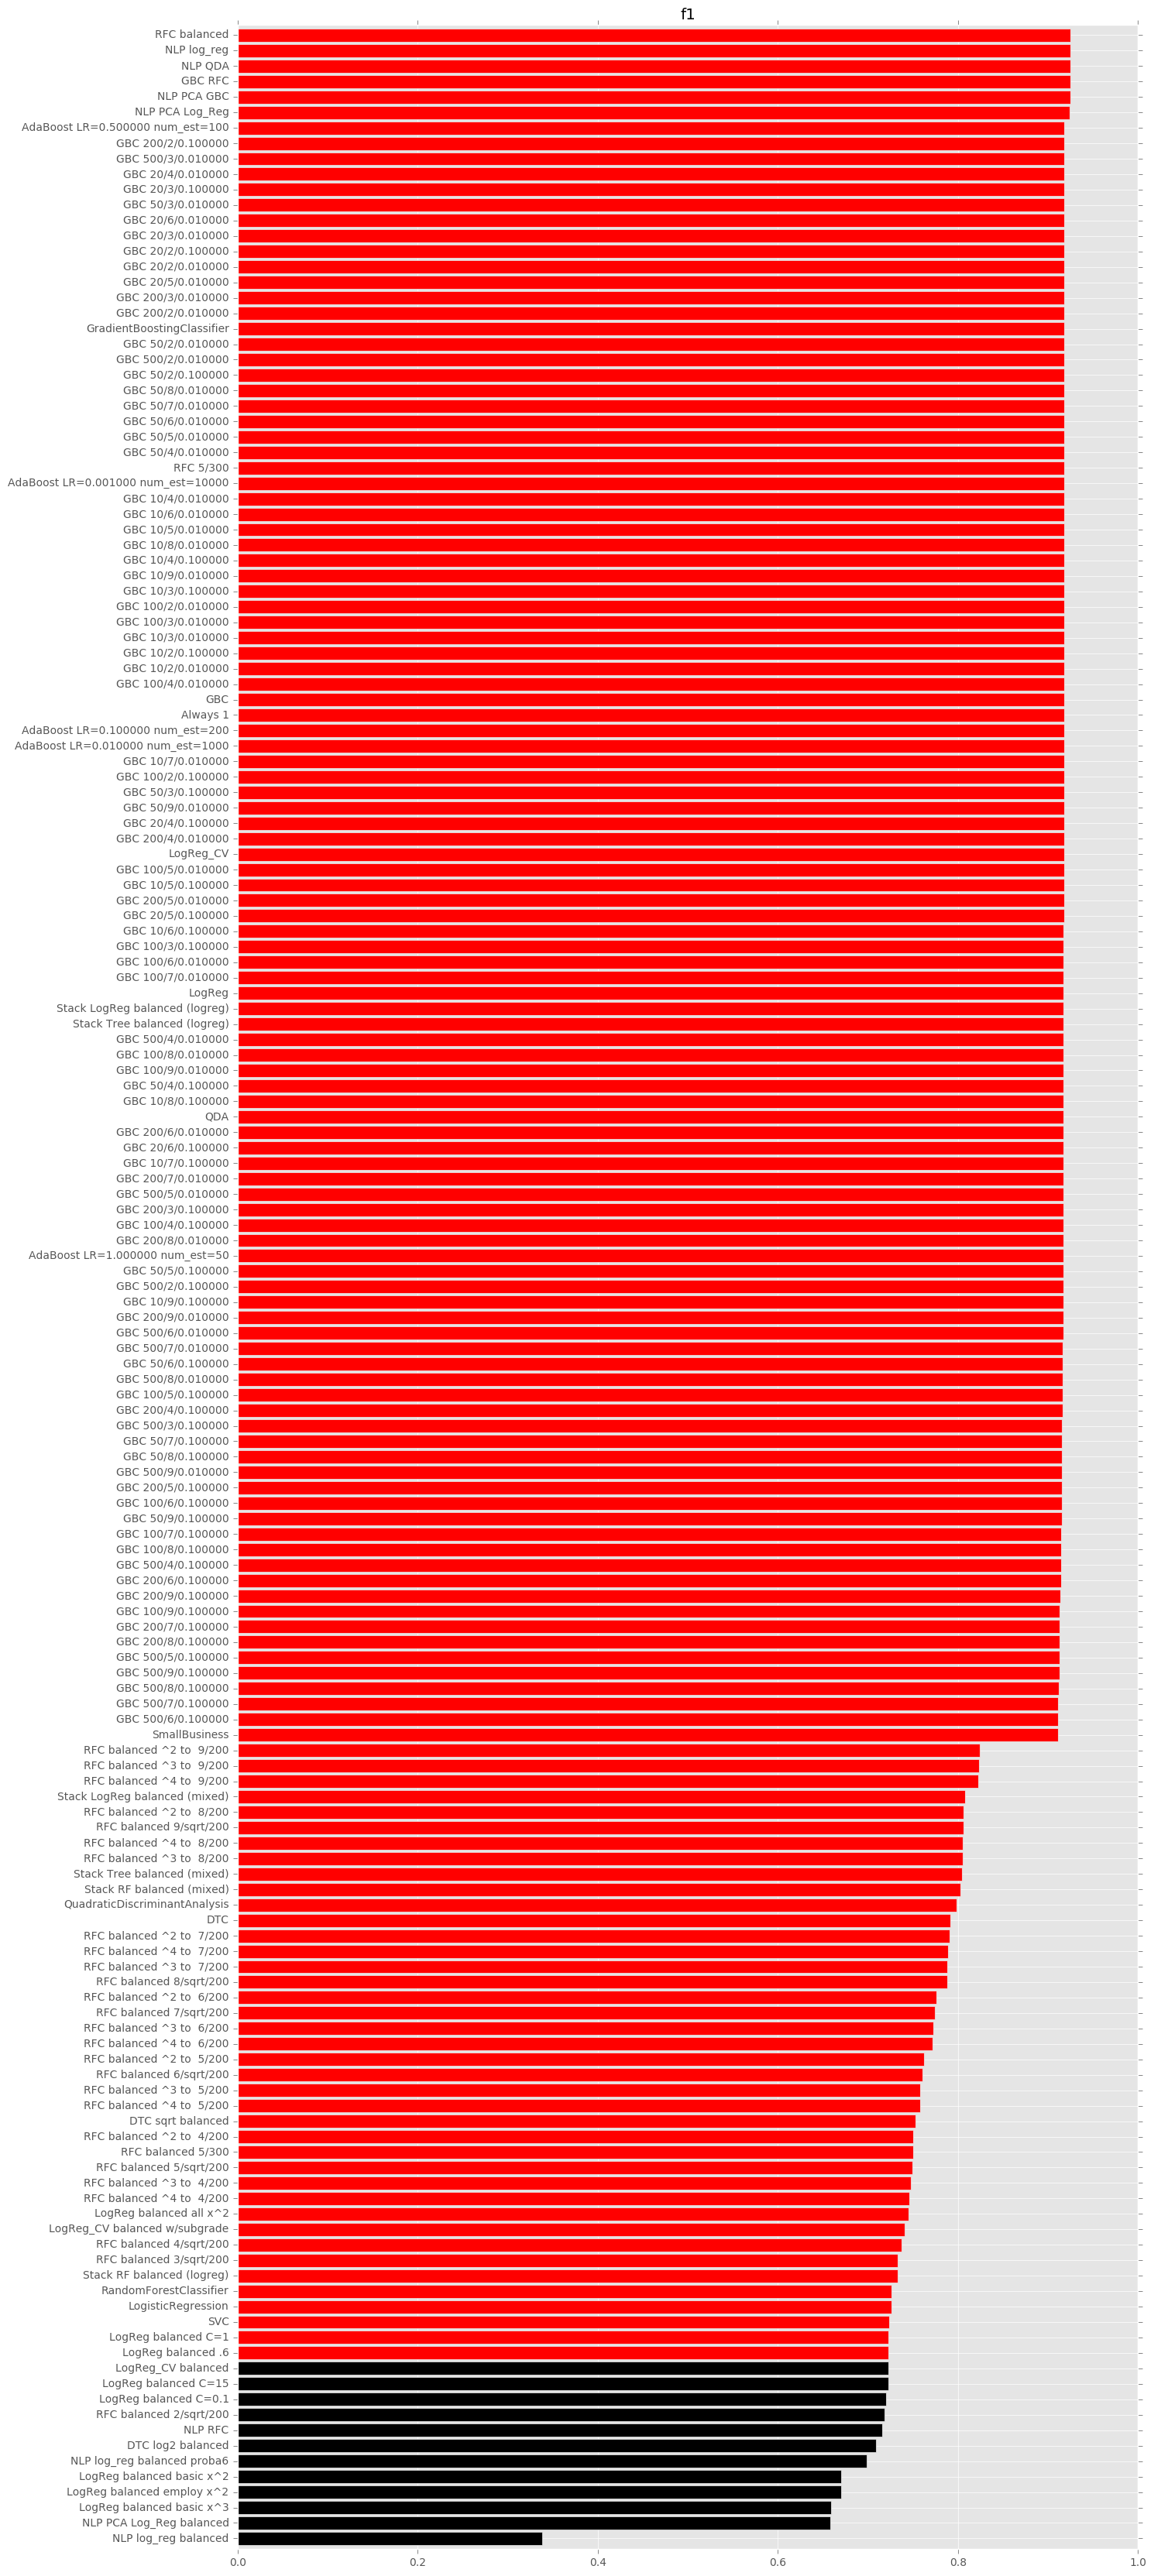 f1
RFC balanced
NLP log_reg
NLP QDA
GBC RFC
NLP PCA GBC
NLP PCA Log_Reg
AdaBoost LR=0.500000 num_est=100
GBC 200/2/0.100000
GBC 500/3/0.010000
GBC 20/4/0.010000
GBC 20/3/0.100000
GBC 50/3/0.010000
GBC 20/6/0.010000
GBC 20/3/0.010000
GBC 20/2/0.100000
GBC 20/2/0.010000
GBC 20/5/0.010000
GBC 200/3/0.010000
GBC 200/2/0.010000
GradientBoostingClassifier
GBC 50/2/0.010000
GBC 500/2/0.010000
GBC 50/2/0.100000
GBC 50/8/0.010000
GBC 50/7/0.010000
GBC 50/6/0.010000
GBC 50/5/0.010000
GBC 50/4/0.010000
RFC 5/300
AdaBoost LR=0.001000 num_est=10000
GBC 10/4/0.010000
GBC 10/6/0.010000
GBC 10/5/0.010000
GBC 10/8/0.010000
GBC 10/4/0.100000
GBC 10/9/0.010000
GBC 10/3/0.100000
GBC 100/2/0.010000
GBC 100/3/0.010000
GBC 10/3/0.010000
GBC 10/2/0.100000
GBC 10/2/0.010000
GBC 100/4/0.010000
GBC
Always 1
AdaBoost LR=0.100000 num_est=200
AdaBoost LR=0.010000 num_est=1000
GBC 10/7/0.010000
GBC 100/2/0.100000
GBC 50/3/0.100000
GBC 50/9/0.010000
GBC 20/4/0.100000
GBC 200/4/0.010000
LogReg_CV
GBC 100/5/0.010000
GBC 10/5/0.100000
GBC 200/5/0.010000
GBC 20/5/0.100000
GBC 10/6/0.100000
GBC 100/3/0.100000
GBC 100/6/0.010000
GBC 100/7/0.010000
LogReg
Stack LogReg balanced (logreg)
Stack Tree balanced (logreg)
GBC 500/4/0.010000
GBC 100/8/0.010000
GBC 100/9/0.010000
GBC 50/4/0.100000
GBC 10/8/0.100000
QDA
GBC 200/6/0.010000
GBC 20/6/0.100000
GBC 10/7/0.100000
GBC 200/7/0.010000
GBC 500/5/0.010000
GBC 200/3/0.100000
GBC 100/4/0.100000
GBC 200/8/0.010000
AdaBoost LR=1.000000 num_est=50
GBC 50/5/0.100000
GBC 500/2/0.100000
GBC 10/9/0.100000
GBC 200/9/0.010000
GBC 500/6/0.010000
GBC 500/7/0.010000
GBC 50/6/0.100000
GBC 500/8/0.010000
GBC 100/5/0.100000
GBC 200/4/0.100000
GBC 500/3/0.100000
GBC 50/7/0.100000
GBC 50/8/0.100000
GBC 500/9/0.010000
GBC 200/5/0.100000
GBC 100/6/0.100000
GBC 50/9/0.100000
GBC 100/7/0.100000
GBC 100/8/0.100000
GBC 500/4/0.100000
GBC 200/6/0.100000
GBC 200/9/0.100000
GBC 100/9/0.100000
GBC 200/7/0.100000
GBC 200/8/0.100000
GBC 500/5/0.100000
GBC 500/9/0.100000
GBC 500/8/0.100000
GBC 500/7/0.100000
GBC 500/6/0.100000
SmallBusiness
RFC balanced ^2 to  9/200
RFC balanced ^3 to  9/200
RFC balanced ^4 to  9/200
Stack LogReg balanced (mixed)
RFC balanced ^2 to  8/200
RFC balanced 9/sqrt/200
RFC balanced ^4 to  8/200
RFC balanced ^3 to  8/200
Stack Tree balanced (mixed)
Stack RF balanced (mixed)
QuadraticDiscriminantAnalysis
DTC
RFC balanced ^2 to  7/200
RFC balanced ^4 to  7/200
RFC balanced ^3 to  7/200
RFC balanced 8/sqrt/200
RFC balanced ^2 to  6/200
RFC balanced 7/sqrt/200
RFC balanced ^3 to  6/200
RFC balanced ^4 to  6/200
RFC balanced ^2 to  5/200
RFC balanced 6/sqrt/200
RFC balanced ^3 to  5/200
RFC balanced ^4 to  5/200
DTC sqrt balanced
RFC balanced ^2 to  4/200
RFC balanced 5/300
RFC balanced 5/sqrt/200
RFC balanced ^3 to  4/200
RFC balanced ^4 to  4/200
LogReg balanced all x^2
LogReg_CV balanced w/subgrade
RFC balanced 4/sqrt/200
RFC balanced 3/sqrt/200
Stack RF balanced (logreg)
RandomForestClassifier
LogisticRegression
SVC
LogReg balanced C=1
LogReg balanced .6
LogReg_CV balanced
LogReg balanced C=15
LogReg balanced C=0.1
RFC balanced 2/sqrt/200
NLP RFC
DTC log2 balanced
NLP log_reg balanced proba6
LogReg balanced basic x^2
LogReg balanced employ x^2
LogReg balanced basic x^3
NLP PCA Log_Reg balanced
NLP log_reg balanced
0.0 0.2 0.4 0.6 0.8 1.0